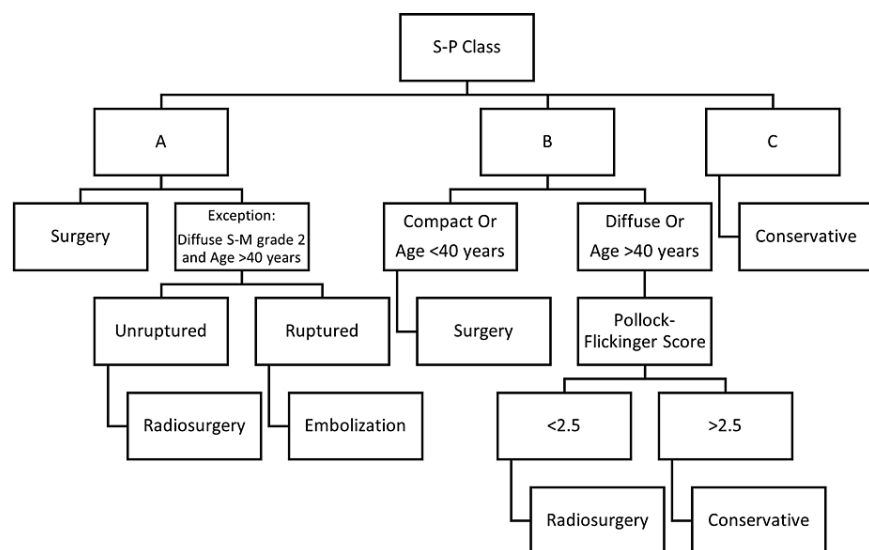 S-P Class
A
B
C
Surgery
Exception:
Diffuse S-M grade 2
and Age >40 years
Compact Or
Age <40 years
Diffuse Or
Age >40 years
Conservative
Unruptured
Ruptured
Surgery
Pollock-
Flickinger Score
Radiosurgery
Embolization
<2.5
>2.5
Radiosurgery
Conservative